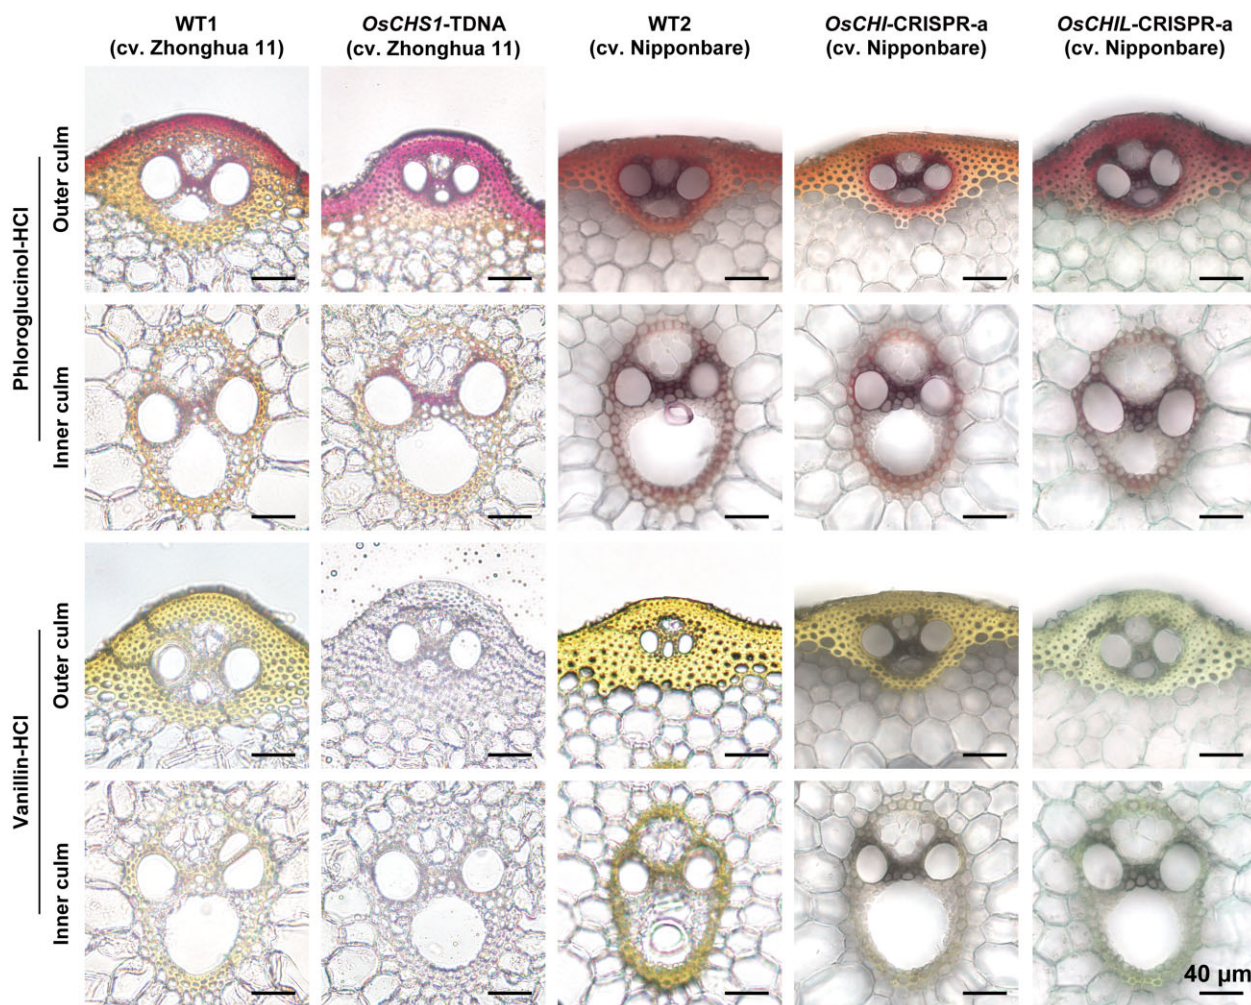 WT1
(cv. Zhonghua 11)
OsCHS1-TDNA
(cv. Zhonghua 11)
WT2
(cv. Nipponbare)
OsCHI-CRISPR-a
(cv. Nipponbare)
OsCHIL-CRISPR-a
(cv. Nipponbare)
Phloroglucinol-HCl
Outer culm
Inner culm
Vanillin-HCl
Outer culm
Inner culm
40 µm